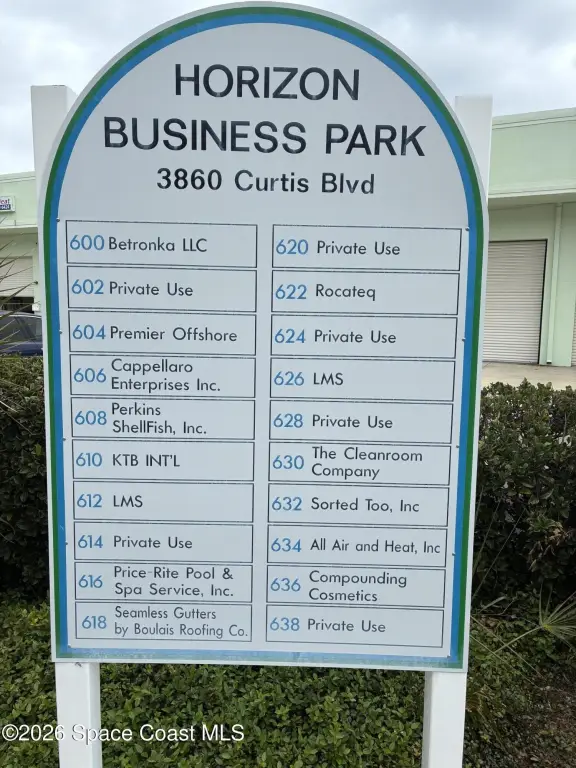 HORIZON
BUSINESS PARK
3860 Curtis Blvd
600 Betronka LLC
602 Private Use
604 Premier Offshore
606 Cappellaro
Enterprises Inc.
608 Perkins
ShellFish, Inc.
610 KTB INT'L
612 LMS
614 Private Use
616 Price-Rite Pool &
Spa Service, Inc.
618 Seamless Gutters
by Boulais Roofing Co.
620 Private Use
622 Rocateq
624 Private Use
626 LMS
628 Private Use
630 The Cleanroom
Company
632 Sorted Too, Inc
634 All Air and Heat, Inc
636 Compounding
Cosmetics
638 Private Use
©2026 Space Coast MLS